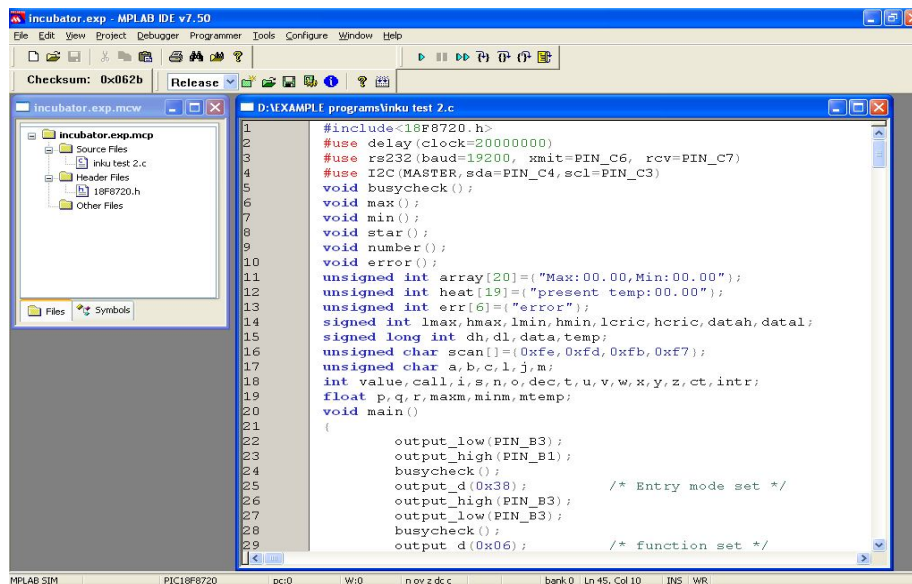 incubator.exp - MPLAB IDE v7.50
File Edit View Project Debugger Programmer Tools Configure Window Help
Checksum: 0x062b
Release
incubator.exp.mcw
incubator.exp.mcp
Source Files
inku test 2.c
Header Files
18F8720.h
Other Files
Files
Symbols
D:\EXAMPLE programs\inku test 2.c
1 #include<18F8720.h>
2 #use delay(clock=20000000)
3 #use rs232(baud=19200, xmit=PIN_C6, rcv=PIN_C7)
4 #use I2C(MASTER,sda=PIN_C4,scl=PIN_C3)
5 void busycheck();
6 void max();
7 void min();
8 void star();
9 void number();
10 void error();
11 unsigned int array[20]={"Max:00.00,Min:00.00"};
12 unsigned int heat[19]={"present temp:00.00"};
13 unsigned int err[6]={"error"};
14 signed int lmax,hmax,lmin,hmin,lcric,hcric,datah,datal;
15 signed long int dh,dl,data,temp;
16 unsigned char scan[]={0xfe,0xfd,0xfb,0xf7};
17 unsigned char a,b,c,l,j,m;
18 int value,call,i,s,n,o,dec,t,u,v,w,x,y,z,ct,intr;
19 float p,q,r,maxm,minm,mtemp;
20 void main()
21 {
22 output_low(PIN_B3);
23 output_high(PIN_B1);
24 busycheck();
25 output_d(0x38); /* Entry mode set */
26 output_high(PIN_B3);
27 output_low(PIN_B3);
28 busycheck();
29 output_d(0x06); /* function set */
MPLAB SIM PIC18F8720 pc:0 W:0 n ov z dc c bank 0 Ln 45, Col 10 INS WR